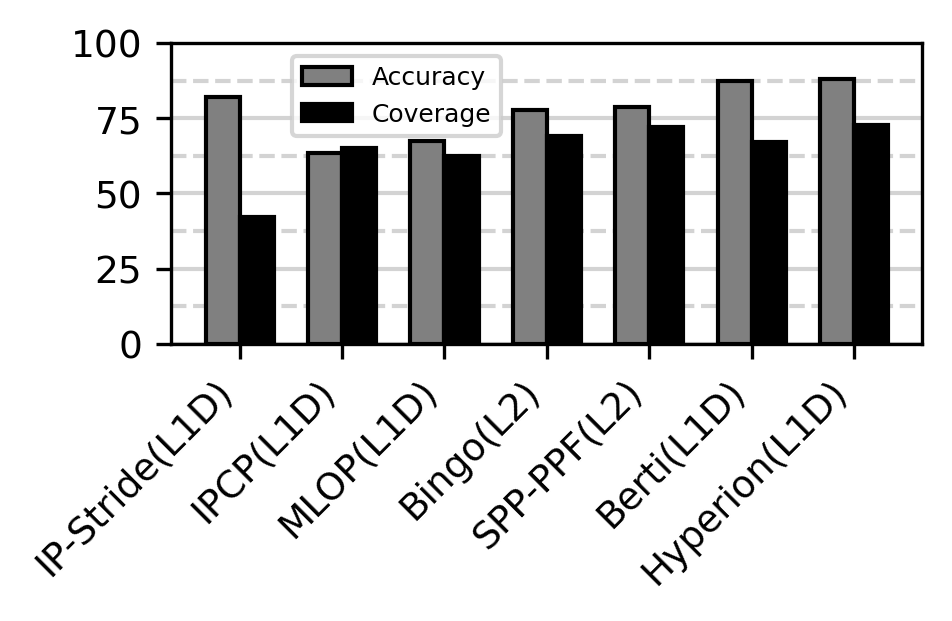 100
75
50
25
0
Accuracy
Coverage
IP-Stride(L1D)
IPCP(L1D)
MLOP(L1D)
Bingo(L2)
SPP-PPF(L2)
Berti(L1D)
Hyperion(L1D)